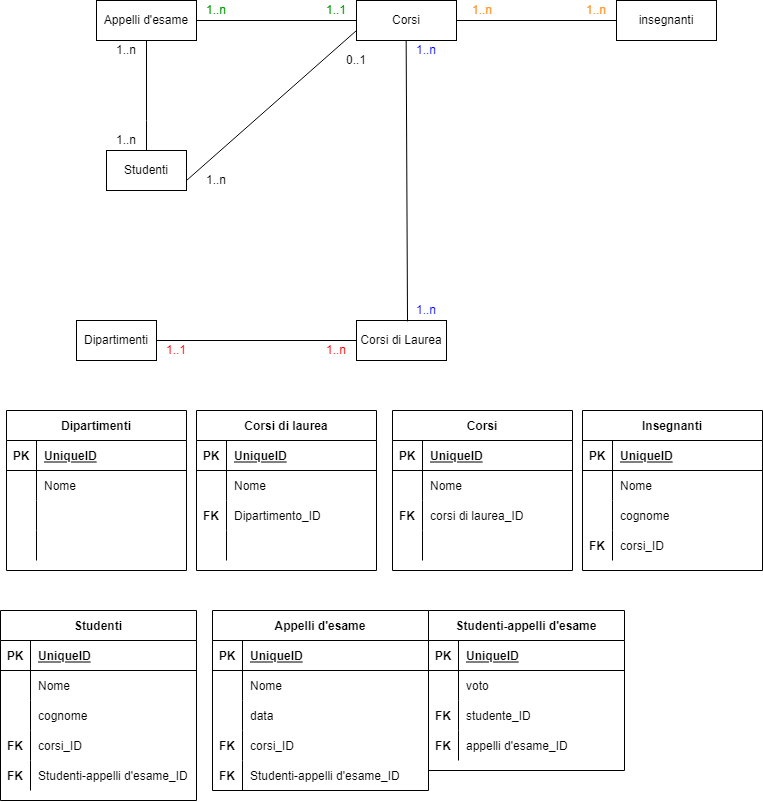 Appelli d'esame
1..n
1..1
Corsi
1..n
1..n
insegnanti
1..n
0..1
1..n
1..n
Studenti
1..n
1..n
Dipartimenti
1..1
1..n
Corsi di Laurea
Dipartimenti
PK UniqueID
Nome
Corsi di laurea
PK UniqueID
Nome
FK Dipartimento_ID
Corsi
PK UniqueID
Nome
FK corsi di laurea_ID
Insegnanti
PK UniqueID
Nome
cognome
FK corsi_ID
Studenti
PK UniqueID
Nome
cognome
FK corsi_ID
FK Studenti-appelli d'esame_ID
Appelli d'esame
PK UniqueID
Nome
data
FK corsi_ID
FK Studenti-appelli d'esame_ID
Studenti-appelli d'esame
PK UniqueID
voto
FK studente_ID
FK appelli d'esame_ID